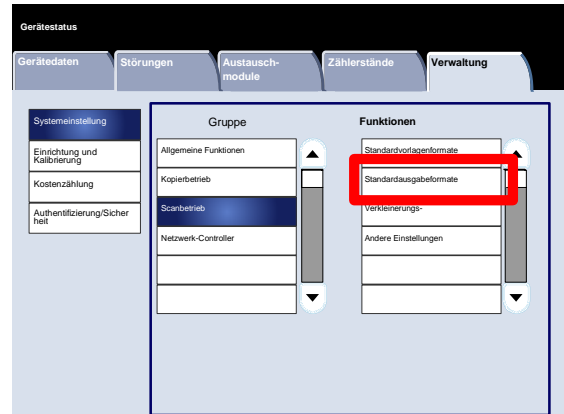 Gerätestatus
Gerätedaten
Störungen
Austausch-
module
Zählerstände
Verwaltung
Systemeinstellung
Einrichtung und
Kalibrierung
Kostenzählung
Authentifizierung/Sicher
heit
Gruppe
Allgemeine Funktionen
Kopierbetrieb
Scanbetrieb
Netzwerk-Controller
Funktionen
Standardvorlagenformate
Standardausgabeformate
Verkleinerungs-
Andere Einstellungen